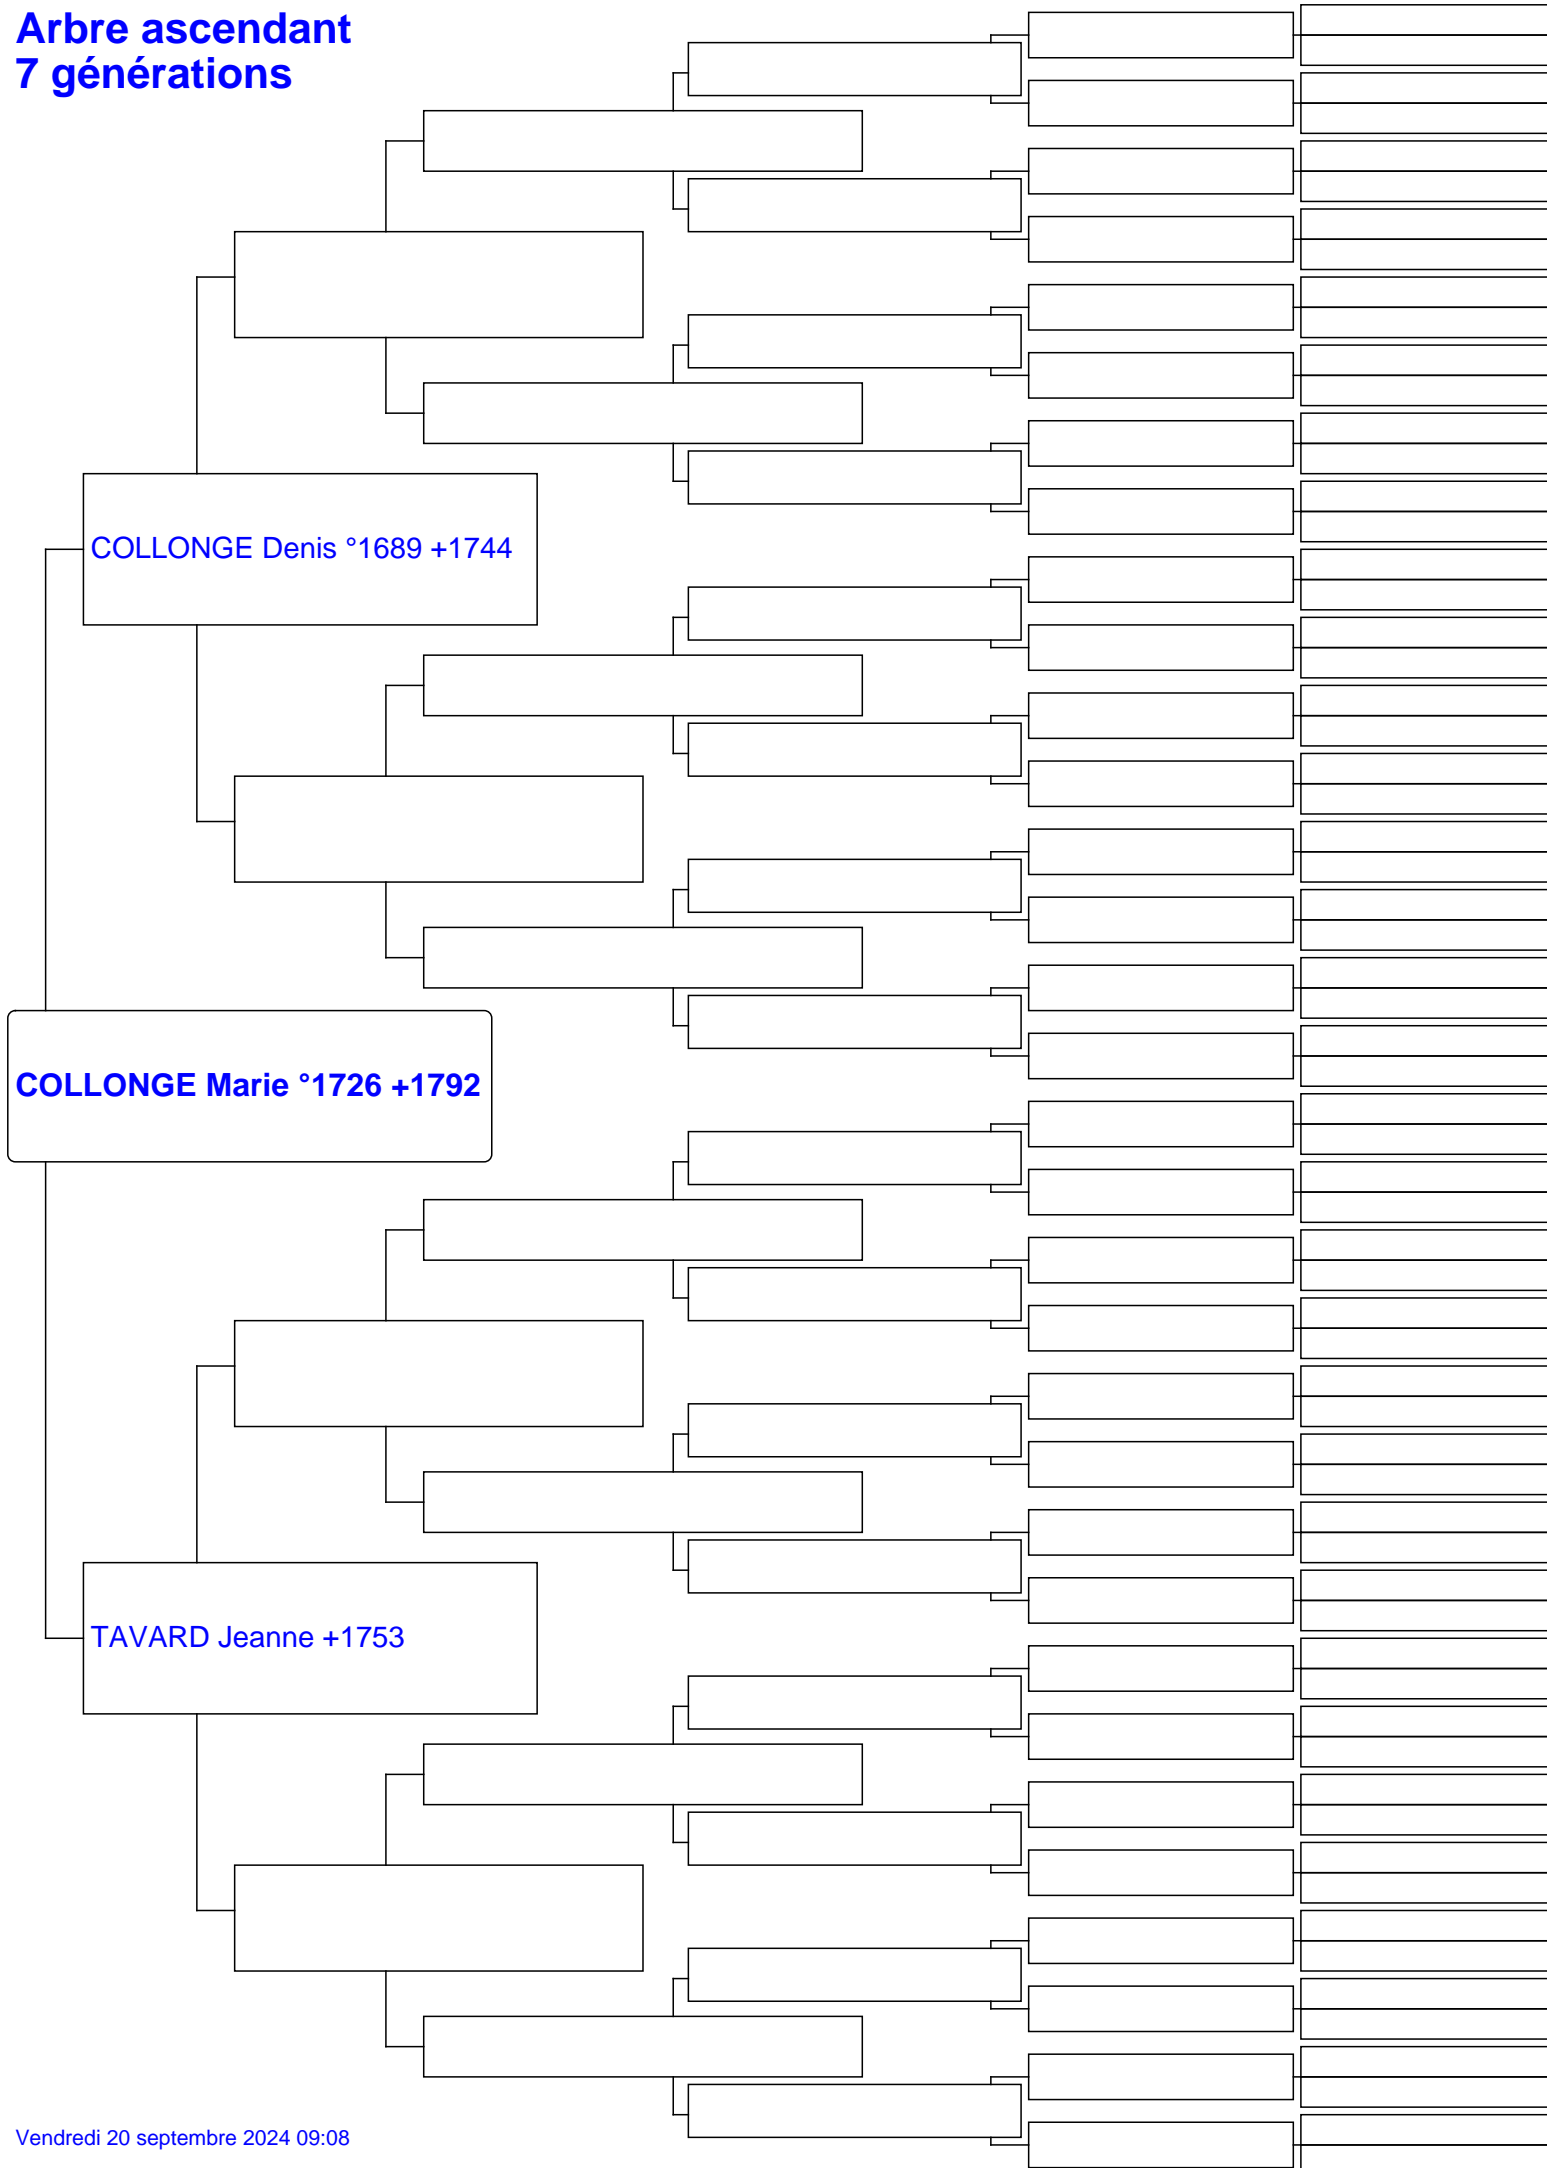 Arbre ascendant
7 générations
COLLONGE Denis °1689 +1744
COLLONGE Marie °1726 +1792
TAVARD Jeanne +1753
Vendredi 20 septembre 2024 09:08